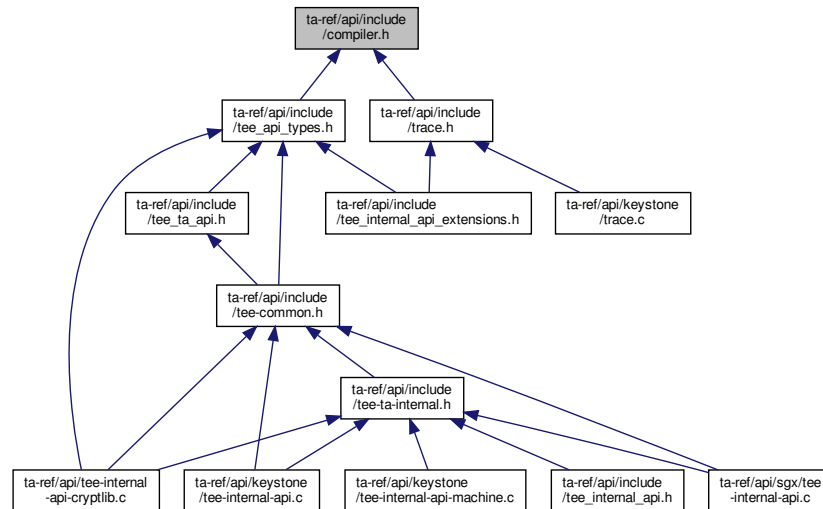 ta-ref/api/include
/compiler.h
ta-ref/api/include
/tee_api_types.h
ta-ref/api/include
/trace.h
ta-ref/api/include
/tee_ta_api.h
ta-ref/api/include
/tee_internal_api_extensions.h
ta-ref/api/keystone
/trace.c
ta-ref/api/include
/tee-common.h
ta-ref/api/include
/tee-ta-internal.h
ta-ref/api/tee-internal
-api-cryptlib.c
ta-ref/api/keystone
/tee-internal-api.c
ta-ref/api/keystone
/tee-internal-api-machine.c
ta-ref/api/include
/tee_internal_api.h
ta-ref/api/sgx/tee
-internal-api.c